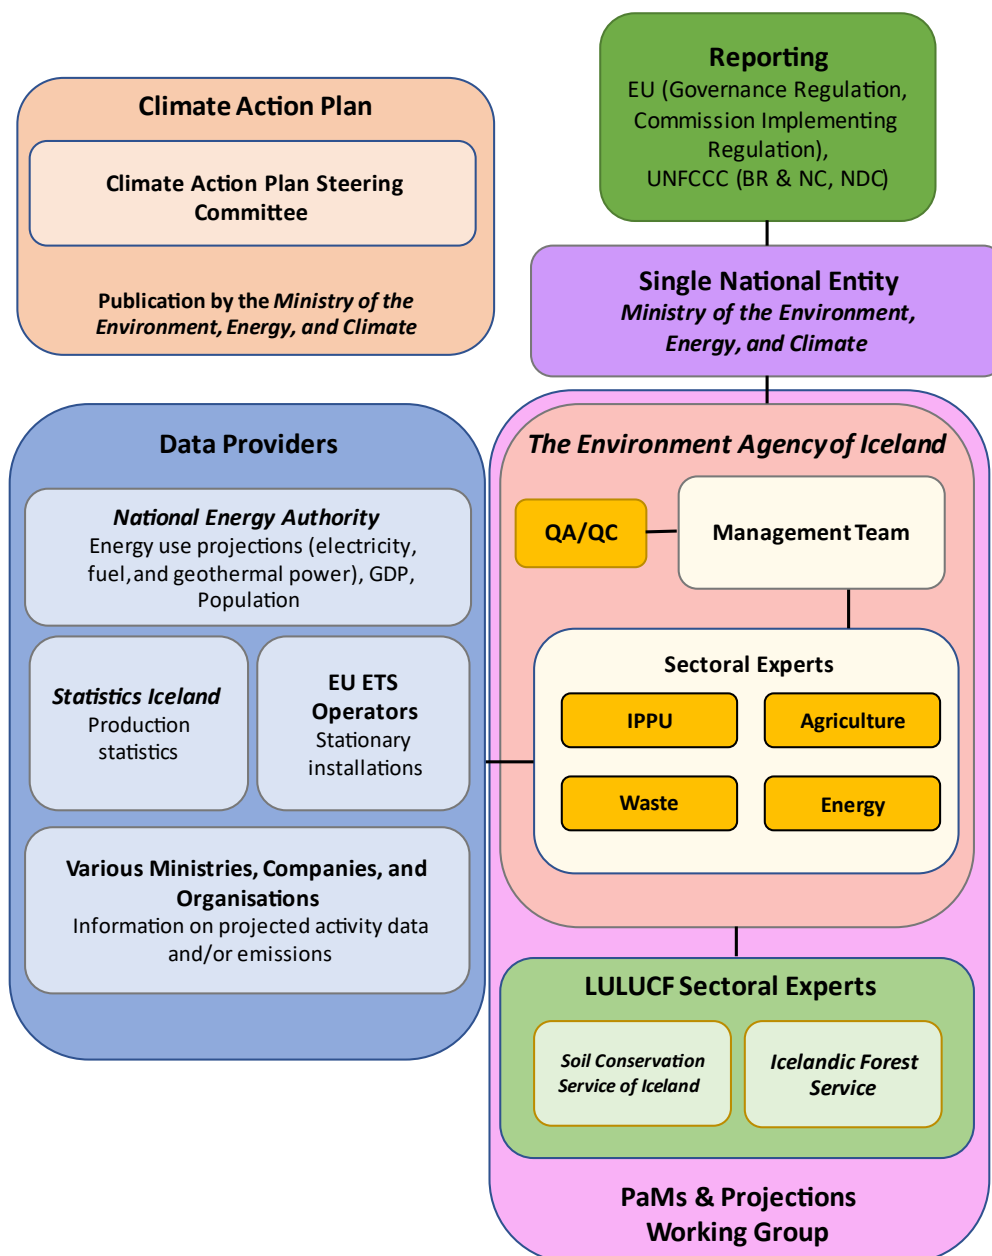 Climate Action Plan
Climate Action Plan Steering
Committee
Publication by the Ministry of the
Environment, Energy, and Climate
Reporting
EU (Governance Regulation,
Commission Implementing
Regulation),
UNFCCC (BR & NC, NDC)
Single National Entity
Ministry of the Environment,
Energy, and Climate
Data Providers
National Energy Authority
Energy use projections (electricity,
fuel, and geothermal power), GDP,
Population
Statistics Iceland
Production
statistics
EU ETS
Operators
Stationary
installations
Various Ministries, Companies, and
Organisations
Information on projected activity data
and/or emissions
The Environment Agency of Iceland
QA/QC
Management Team
Sectoral Experts
IPPU
Agriculture
Waste
Energy
LULUCF Sectoral Experts
Soil Conservation
Service of Iceland
Icelandic Forest
Service
PaMs & Projections
Working Group